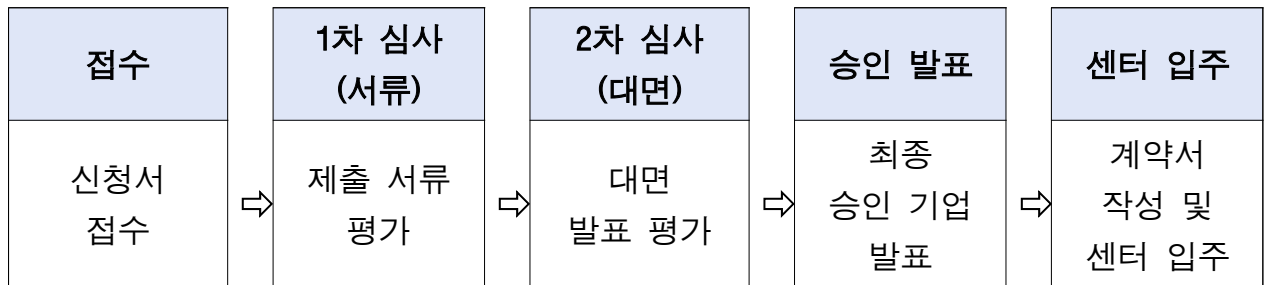 접수
신청서
접수
⇨
1차 심사
(서류)
제출 서류
평가
⇨
2차 심사
(대면)
대면
발표 평가
⇨
승인 발표
최종
승인 기업
발표
⇨
센터 입주
계약서
작성 및
센터 입주